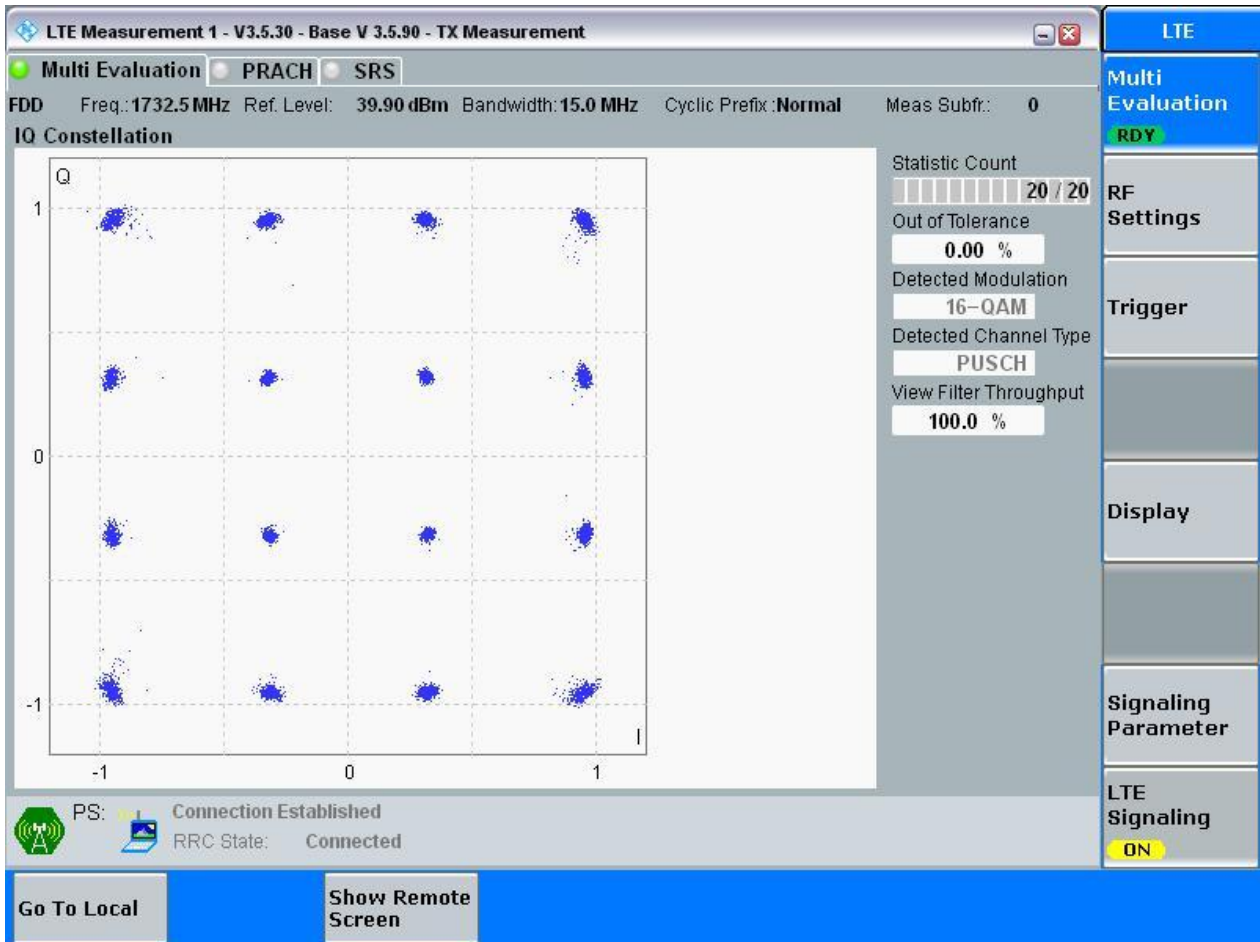 LTE Measurement 1 - V3.5.30 - Base V 3.5.90 - TX Measurement
LTE
Multi Evaluation PRACH SRS
Multi
Evaluation
RDY
FDD Freq.: 1732.5 MHz Ref. Level: 39.90 dBm Bandwidth: 15.0 MHz Cyclic Prefix : Normal Meas Subfr.: 0
IQ Constellation
Q
1
0
-1
-1 0 1
I
Statistic Count
20 / 20
Out of Tolerance
0.00 %
Detected Modulation
16-QAM
Detected Channel Type
PUSCH
View Filter Throughput
100.0 %
RF
Settings
Trigger
Display
Signaling
Parameter
LTE
Signaling
ON
PS: Connection Established
RRC State: Connected
Go To Local
Show Remote
Screen